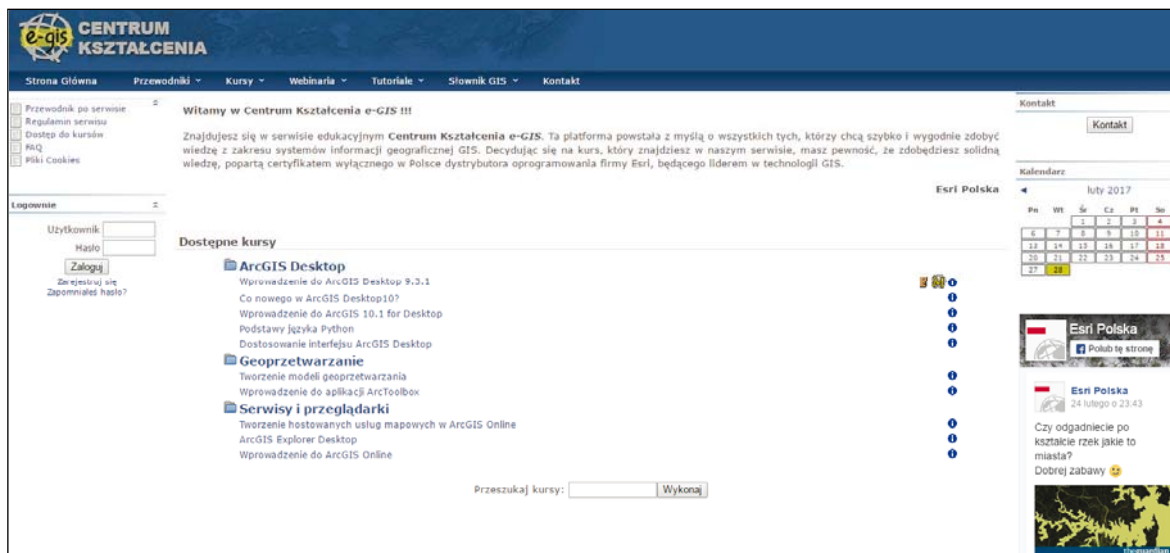 e-gis CENTRUM
KSZTAŁCENIA
Strona Główna Przewodniki Kursy Webinaria Tutoriale Słownik GIS Kontakt
Przewodnik po serwisie
Regulamin serwisu
Dostęp do kursów
FAQ
Pliki Cookies
Logownie
Użytkownik
Hasło
Zaloguj
Zarejestruj się
Zapomniałeś hasło?
Witamy w Centrum Kształcenia e-GIS !!!
Znajdujesz się w serwisie edukacyjnym Centrum Kształcenia e-GIS. Ta platforma powstała z myślą o wszystkich tych, którzy chcą szybko i wygodnie zdobyć
wiedzę z zakresu systemów informacji geograficznej GIS. Decydując się na kurs, który znajdziesz w naszym serwisie, masz pewność, że zdobędziesz solidną
wiedzę, popartą certyfikatem wyłącznego w Polsce dystrybutora oprogramowania firmy Esri, będącego liderem w technologii GIS.
Esri Polska
Dostępne kursy
ArcGIS Desktop
Wprowadzenie do ArcGIS Desktop 9.3.1
Co nowego w ArcGIS Desktop10?
Wprowadzenie do ArcGIS 10.1 for Desktop
Podstawy języka Python
Dostosowanie interfejsu ArcGIS Desktop
Geoprzetwarzanie
Tworzenie modeli geoprzetwarzania
Wprowadzenie do aplikacji ArcToolbox
Serwisy i przeglądarki
Tworzenie hostowanych usług mapowych w ArcGIS Online
ArcGIS Explorer Desktop
Wprowadzenie do ArcGIS Online
Przeszukaj kursy: Wykonaj
Kontakt
Kontakt
Kalendarz
luty 2017
Pn Wt Śr Cz Pt So
1 2 3 4
6 7 8 9 10 11
13 14 15 16 17 18
20 21 22 23 24 25
27 28
Esri Polska
Polub tę stronę
Esri Polska
24 lutego o 23:43
Czy odgadniecie po
kształcie rzek jakie to
miasta?
Dobrej zabawy
theguardian